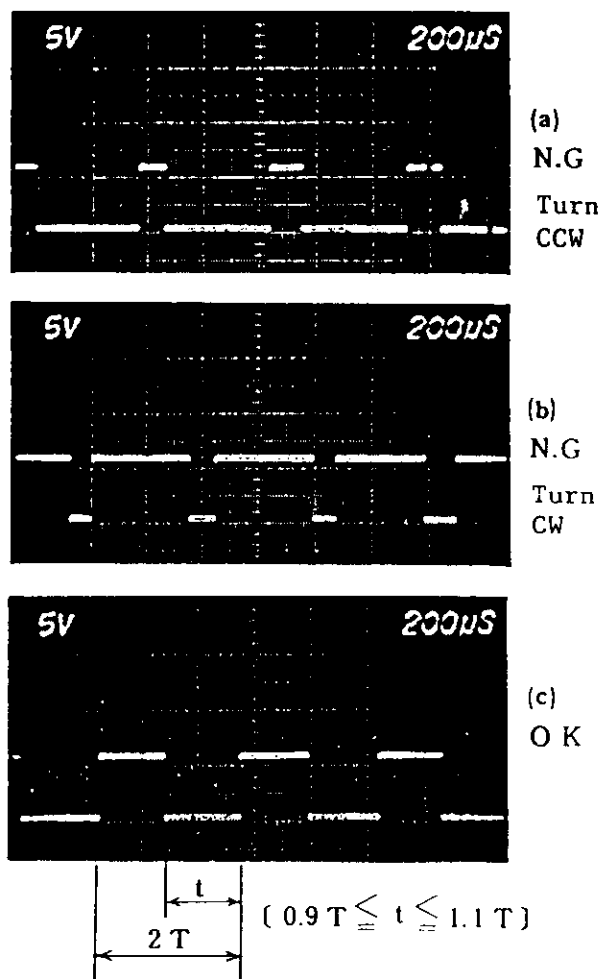 5V 200µS
(a)
N.G
Turn
CCW
5V 200µS
(b)
N.G
Turn
CW
5V 200µS
(c)
O K
t
2 T
( 0.9 T ≦ t ≦ 1.1 T )